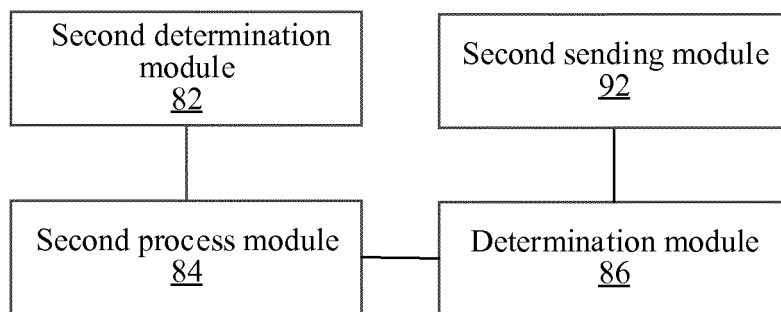 Second determination
module
82
Second sending module
92
Second process module
84
Determination module
86